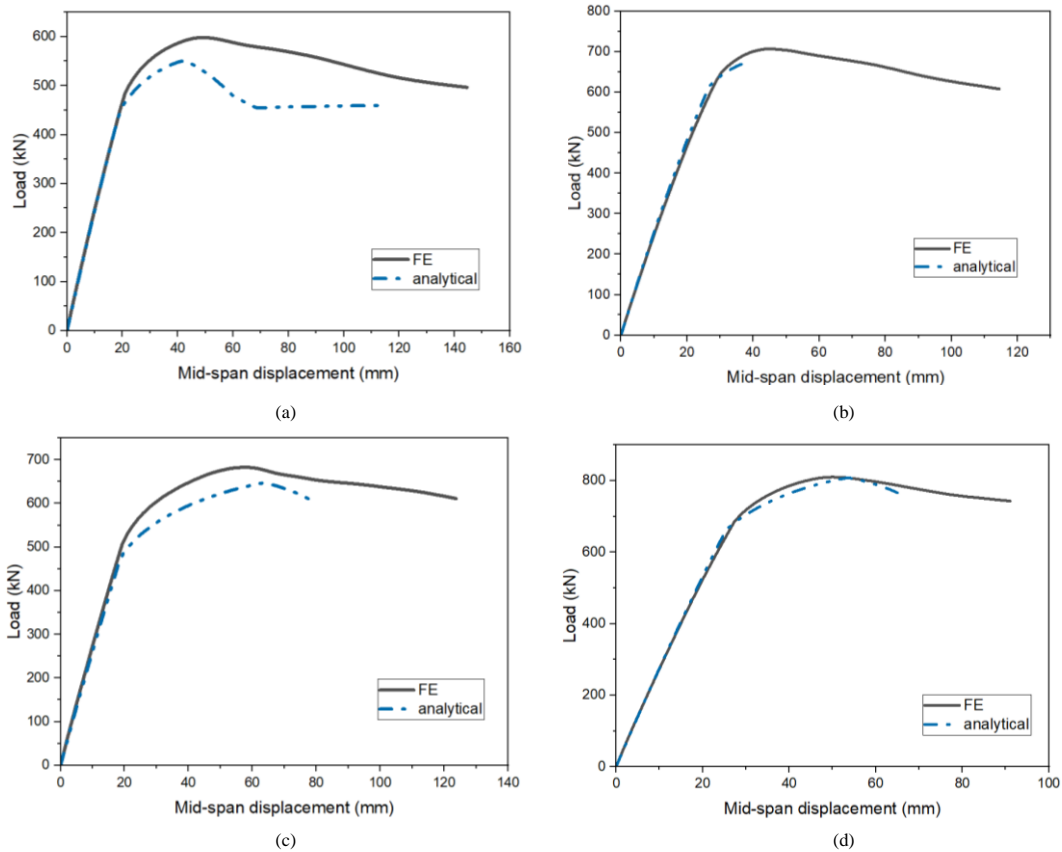 600
500
400
300
200
100
0
Load (kN)
FE
analytical
0 20 40 60 80 100 120 140 160
Mid-span displacement (mm)
(a)
800
700
600
500
400
300
200
100
0
Load (kN)
FE
analytical
0 20 40 60 80 100 120
Mid-span displacement (mm)
(b)
700
600
500
400
300
200
100
0
Load (kN)
FE
analytical
0 20 40 60 80 100 120 140
Mid-span displacement (mm)
(c)
800
600
400
200
0
Load (kN)
FE
analytical
0 20 40 60 80 100
Mid-span displacement (mm)
(d)